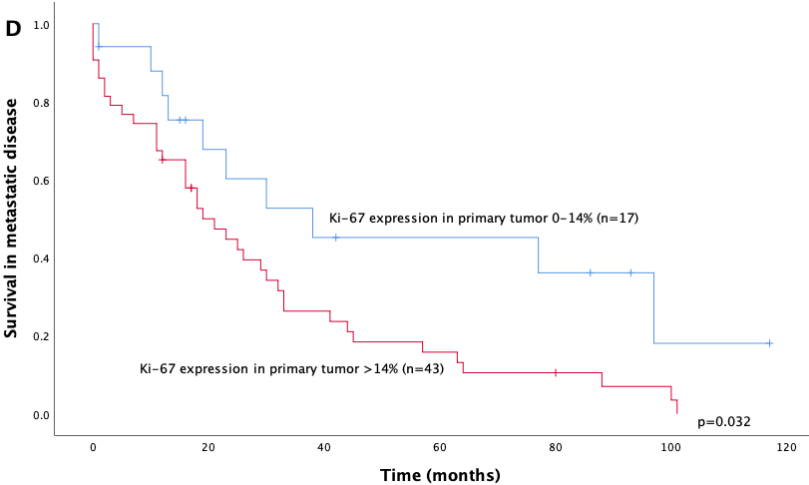 D
Survival in metastatic disease
1.0
0.8
0.6
0.4
0.2
0.0
Ki-67 expression in primary tumor 0-14% (n=17)
Ki-67 expression in primary tumor >14% (n=43)
p=0.032
0 20 40 60 80 100 120
Time (months)